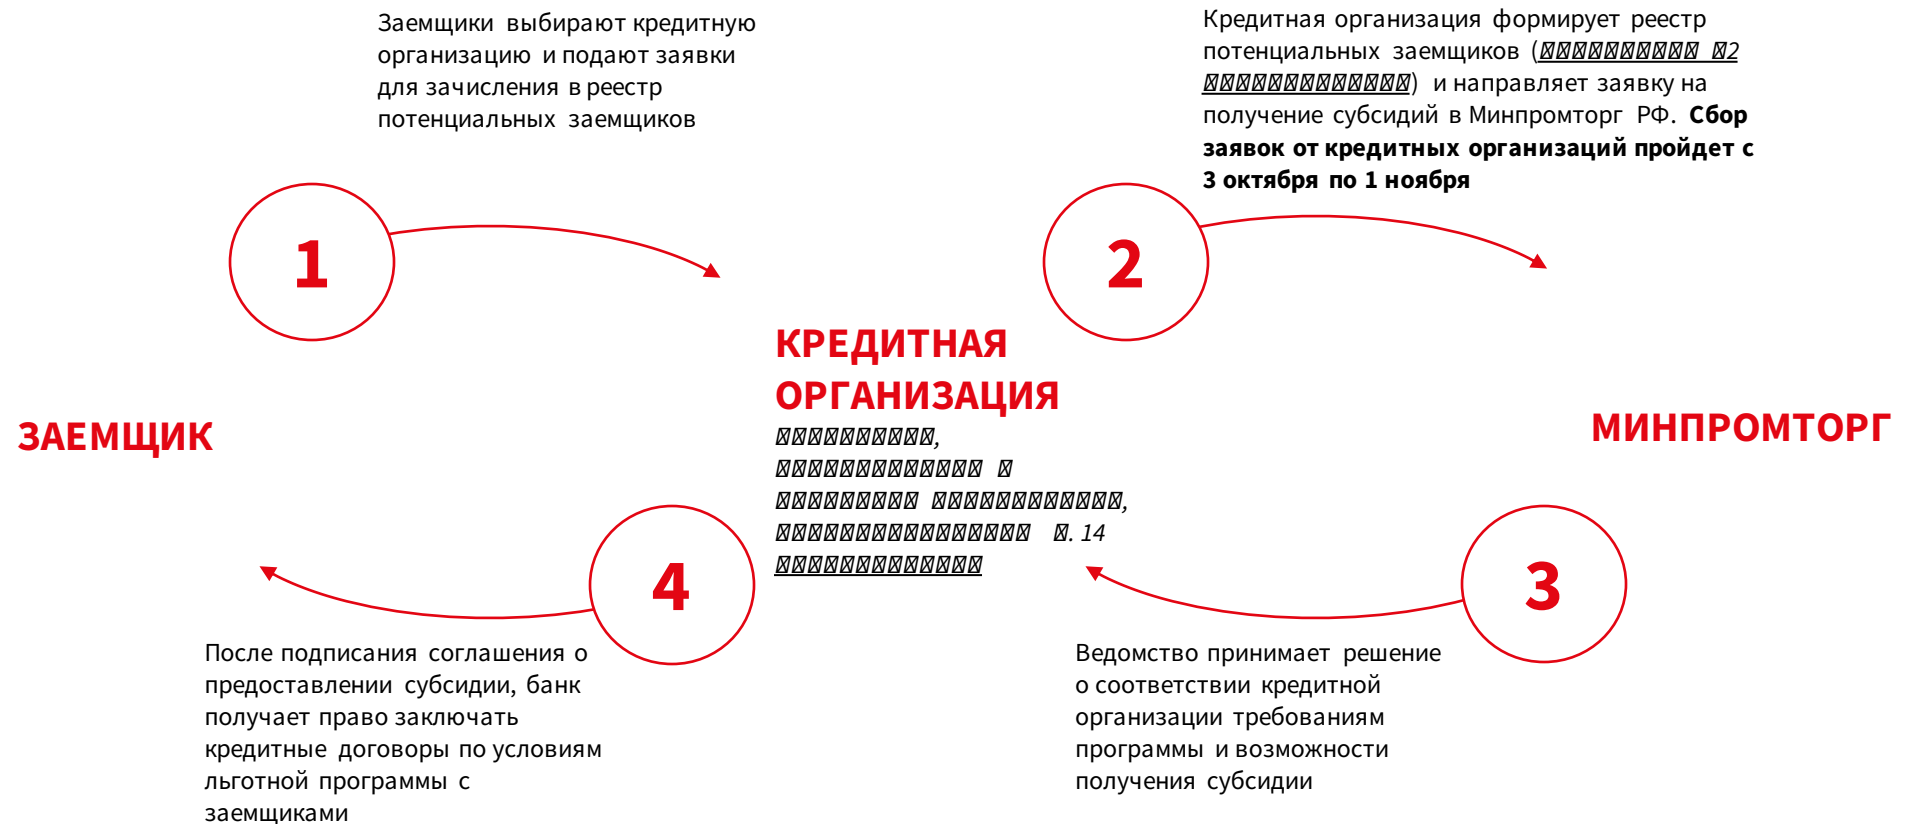 Заемщики выбирают кредитную
организацию и подают заявки
для зачисления в реестр
потенциальных заемщиков
Кредитная организация формирует реестр
потенциальных заемщиков ( 2
) и направляет заявку на
получение субсидий в Минпромторг РФ. Сбор
заявок от кредитных организаций пройдет с
3 октября по 1 ноября
1
2
КРЕДИТНАЯ
ОРГАНИЗАЦИЯ
. 14
ЗАЕМЩИК
МИНПРОМТОРГ
4
3
После подписания соглашения о
предоставлении субсидии, банк
получает право заключать
кредитные договоры по условиям
льготной программы с
заемщиками
Ведомство принимает решение
о соответствии кредитной
организации требованиям
программы и возможности
получения субсидии